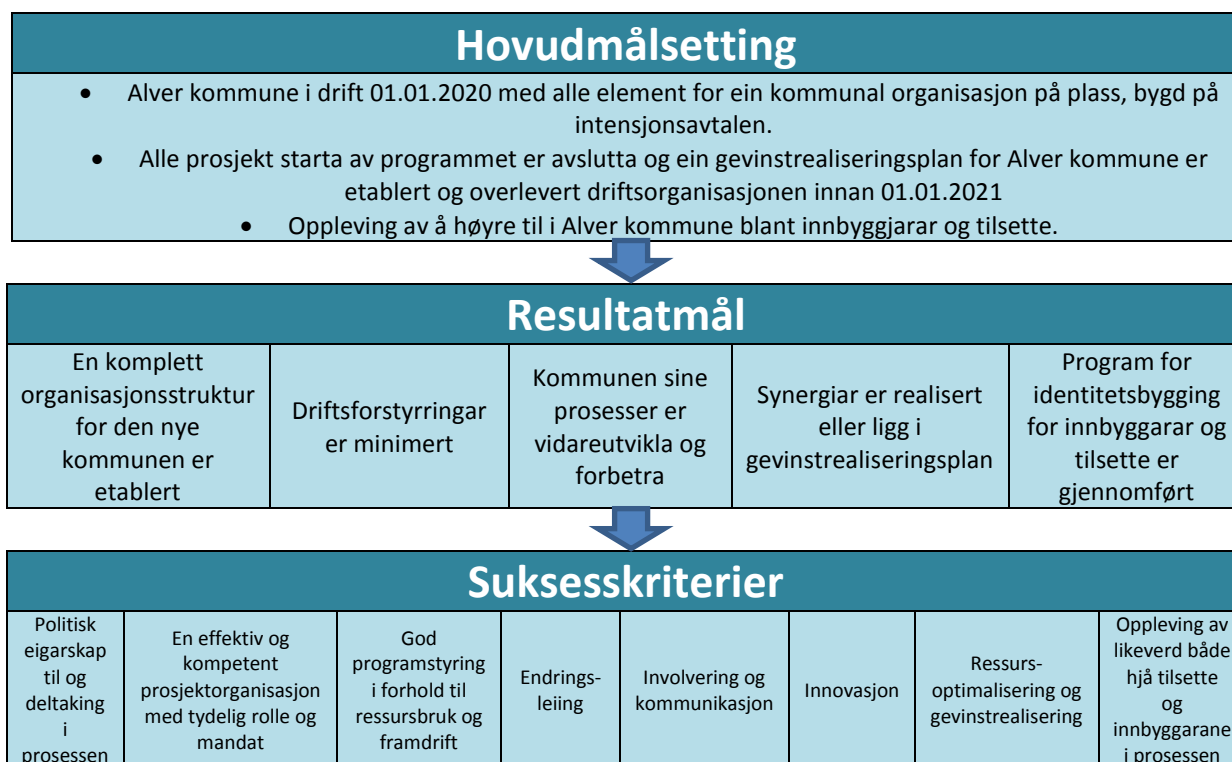 Hovudmålsetting
• Alver kommune i drift 01.01.2020 med alle element for ein kommunal organisasjon på plass, bygd på
intensjonsavtalen.
• Alle prosjekt starta av programmet er avslutta og ein gevinstrealiseringsplan for Alver kommune er
etablert og overlevert driftsorganisasjonen innan 01.01.2021
• Oppleving av å høyre til i Alver kommune blant innbyggjarar og tilsette.
Resultatmål
En komplett
organisasjonsstruktur
for den nye
kommunen er
etablert
Driftsforstyrringar
er minimert
Kommunen sine
prosesser er
vidareutvikla og
forbetra
Synergiar er realisert
eller ligg i
gevinstrealiseringsplan
Program for
identitetsbygging
for innbyggarar og
tilsette er
gjennomført
Suksesskriterier
Politisk
eigarskap
til og
deltaking
i
prosessen
En effektiv og
kompetent
prosjektorganisasjon
med tydelig rolle og
mandat
God
programstyring
i forhold til
ressursbruk og
framdrift
Endrings-
leiing
Involvering og
kommunikasjon
Innovasjon
Ressurs-
optimalisering og
gevinstrealisering
Oppleving av
likeverd både
hjå tilsette
og
innbyggarane
i prosessen